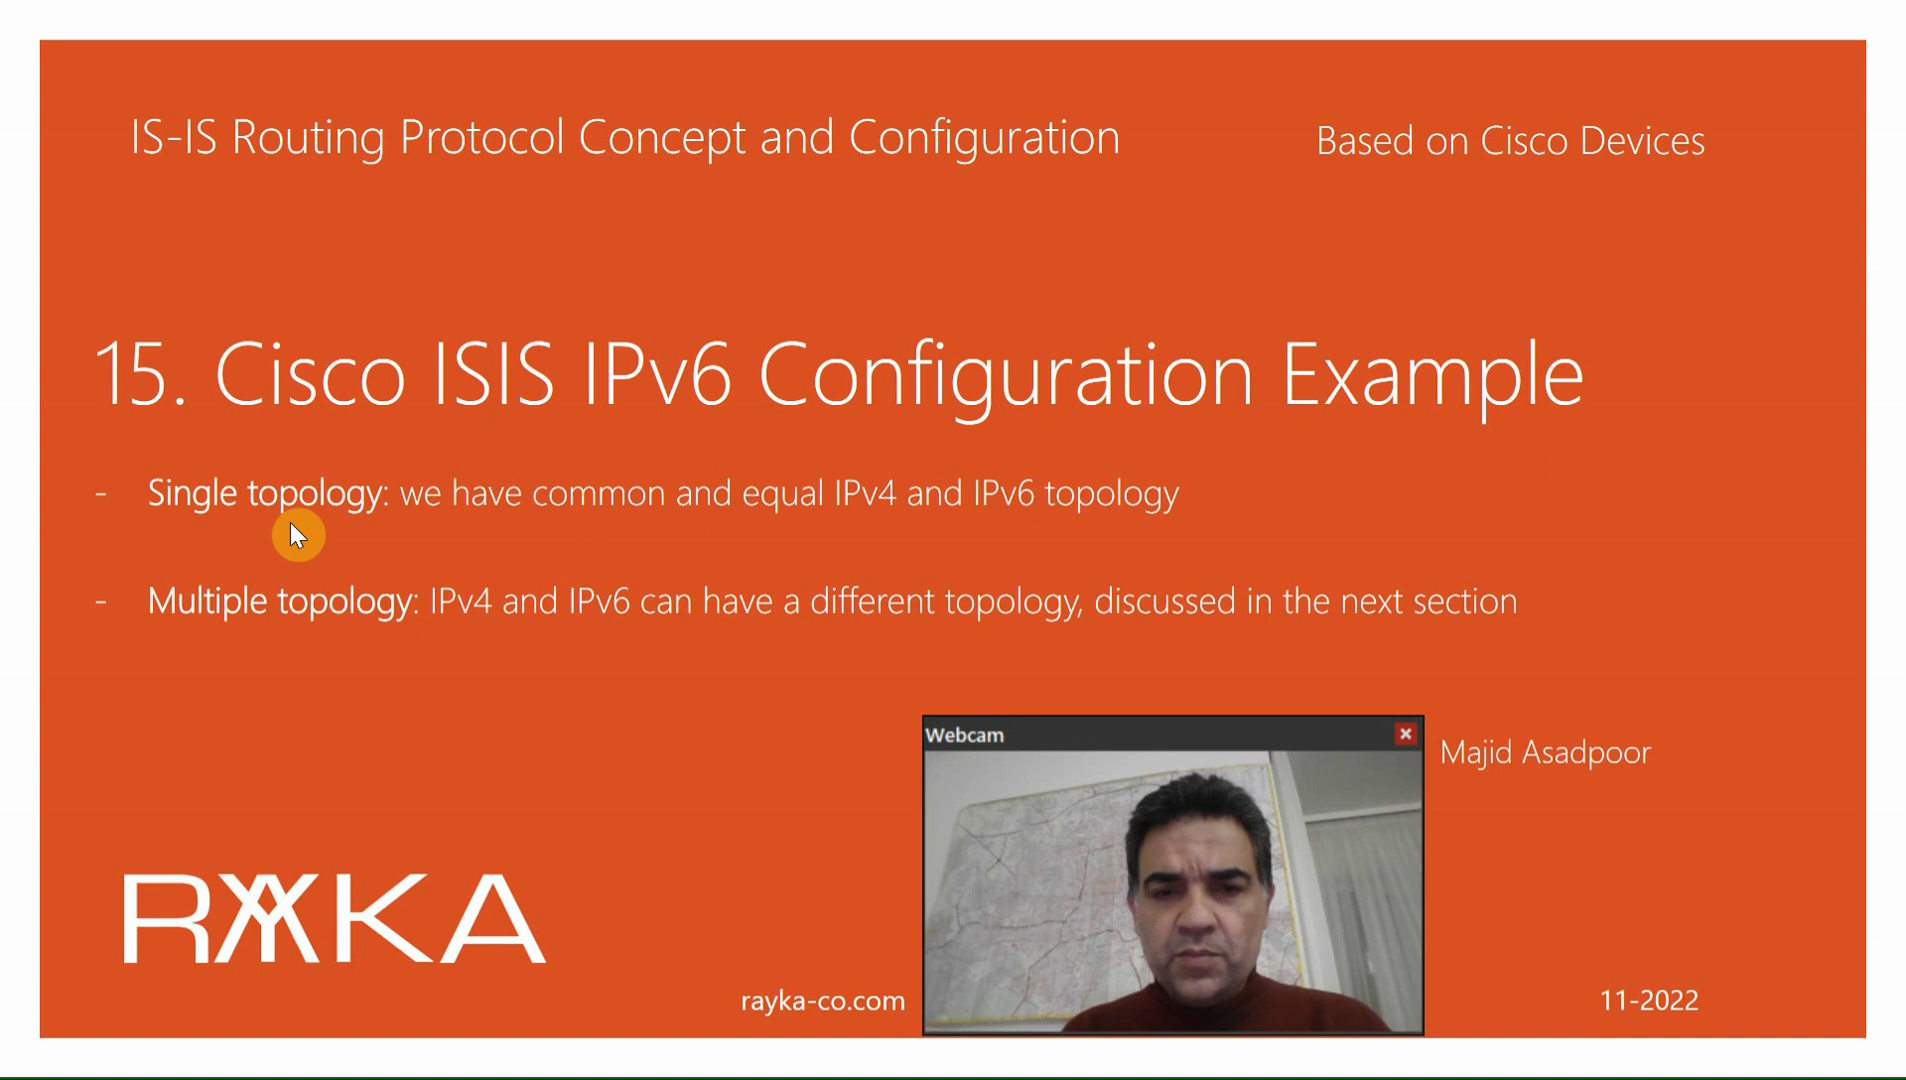 IS-IS Routing Protocol Concept and Configuration
Based on Cisco Devices
15. Cisco ISIS IPv6 Configuration Example
- Single topology: we have common and equal IPv4 and IPv6 topology
- Multiple topology: IPv4 and IPv6 can have a different topology, discussed in the next section
Webcam
Majid Asadpoor
RAYKA
rayka-co.com
11-2022